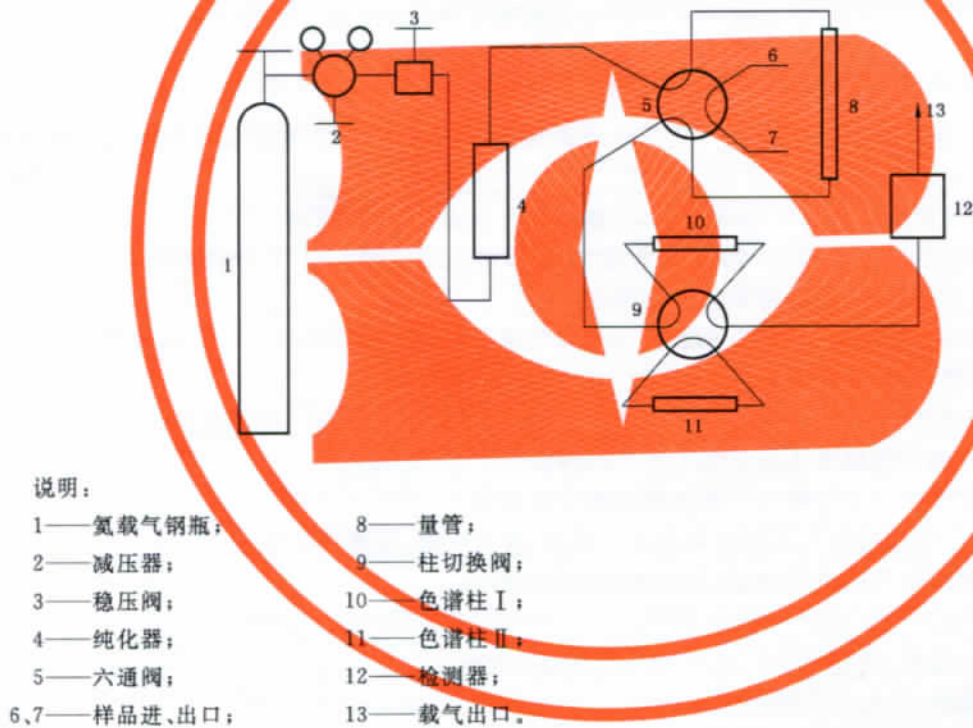 3
6
5
8
7
13
2
4
12
10
1
9
11
说明：
1——氦载气钢瓶； 8——量管；
2——减压器； 9——柱切换阀；
3——稳压阀； 10——色谱柱Ⅰ；
4——纯化器； 11——色谱柱Ⅱ；
5——六通阀； 12——检测器；
6、7——样品进、出口； 13——载气出口。